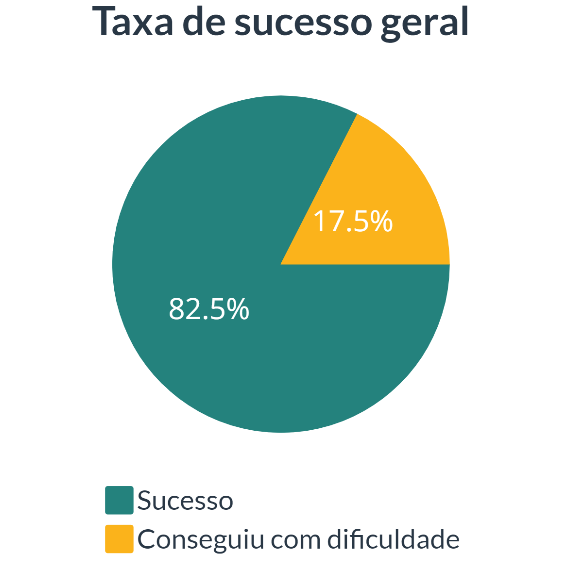 Taxa de sucesso geral
17.5%
82.5%
Sucesso
Conseguiu com dificuldade